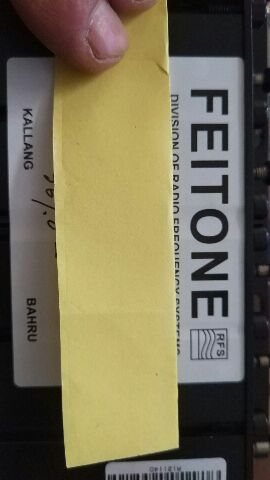 FEITONE RFS
DIVISION OF RADIO FREQUENCY SYSTEMS
KALLANG BAHRU